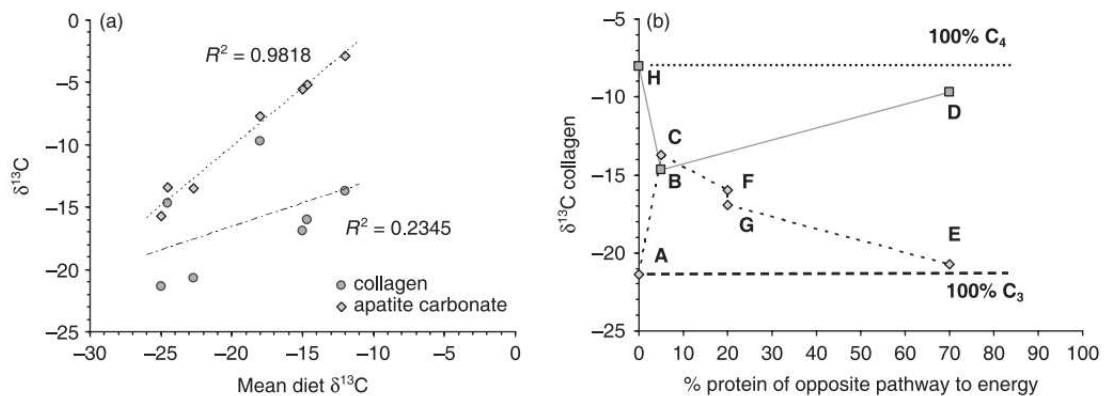 (a)
R² = 0.9818
R² = 0.2345
collagen
apatite carbonate
0
−5
−10
−15
−20
−25
δ¹³C
−30 −25 −20 −15 −10 −5 0
Mean diet δ¹³C
(b)
100% C₄
H
D
C
B
F
G
E
A
100% C₃
−5
−10
−15
−20
−25
δ¹³C collagen
0 10 20 30 40 50 60 70 80 90 100
% protein of opposite pathway to energy